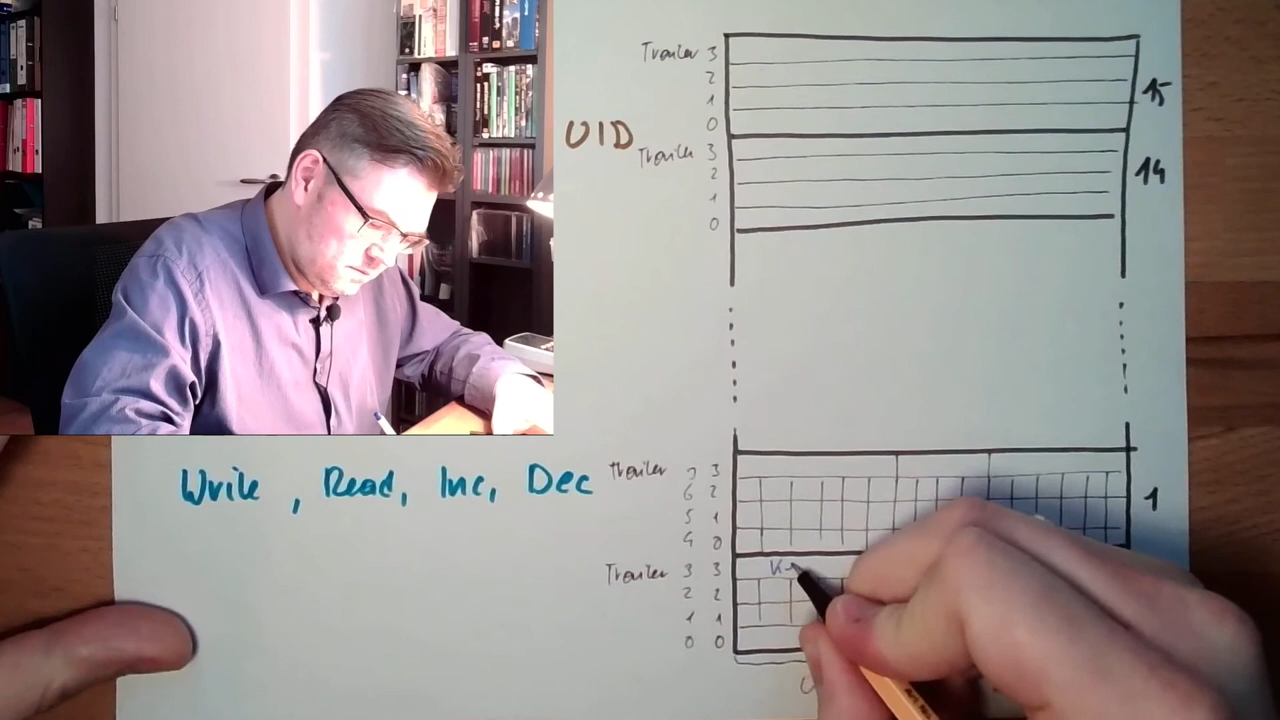 Trailer 3
2
1
0
15
UID
Trailer 3
2
1
0
14
Write, Read, Inc, Dec
Trailer 7 3
6 2
5 1
4 0
1
Trailer 3 3
2 2
1 1
0 0